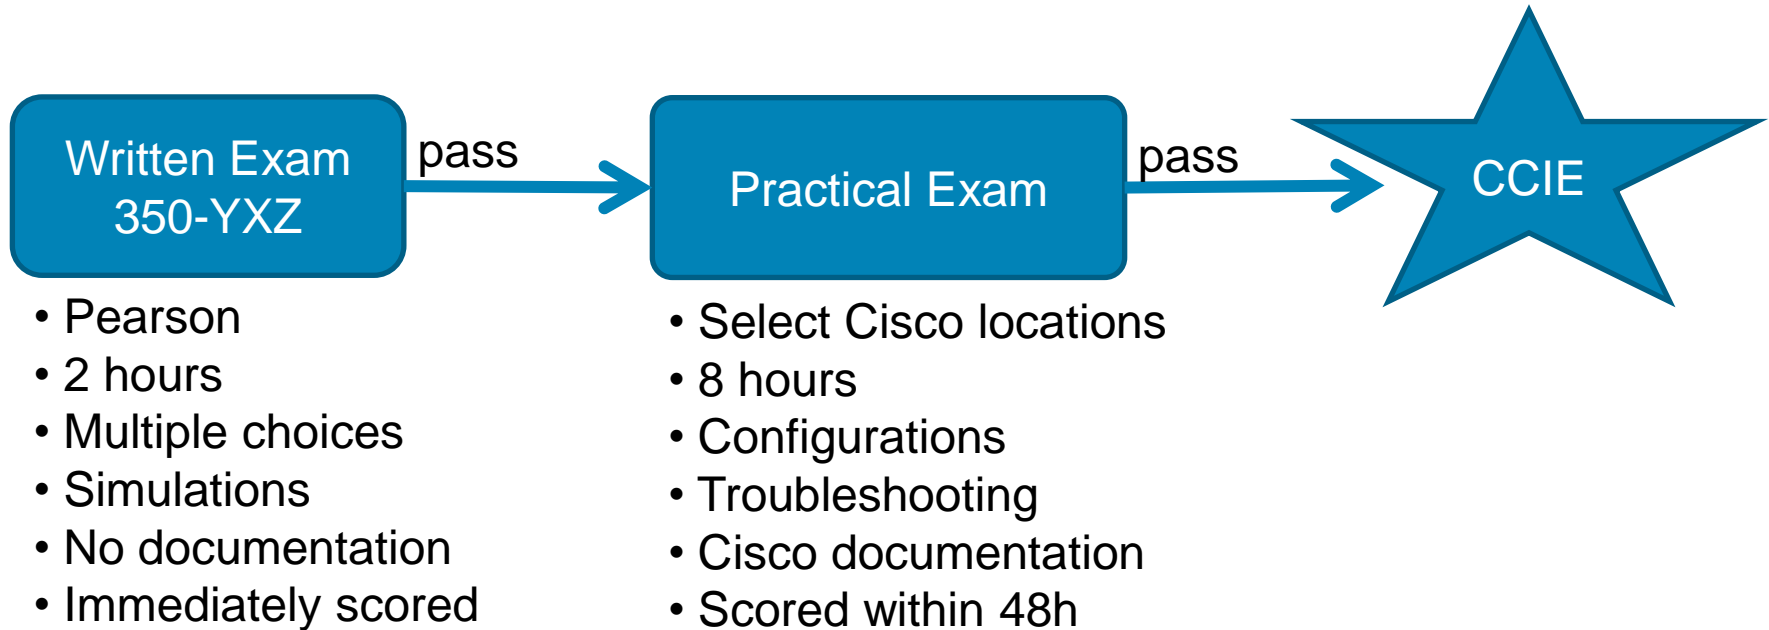 Written Exam
350-YXZ
pass
Practical Exam
pass
CCIE
• Pearson
• 2 hours
• Multiple choices
• Simulations
• No documentation
• Immediately scored
• Select Cisco locations
• 8 hours
• Configurations
• Troubleshooting
• Cisco documentation
• Scored within 48h